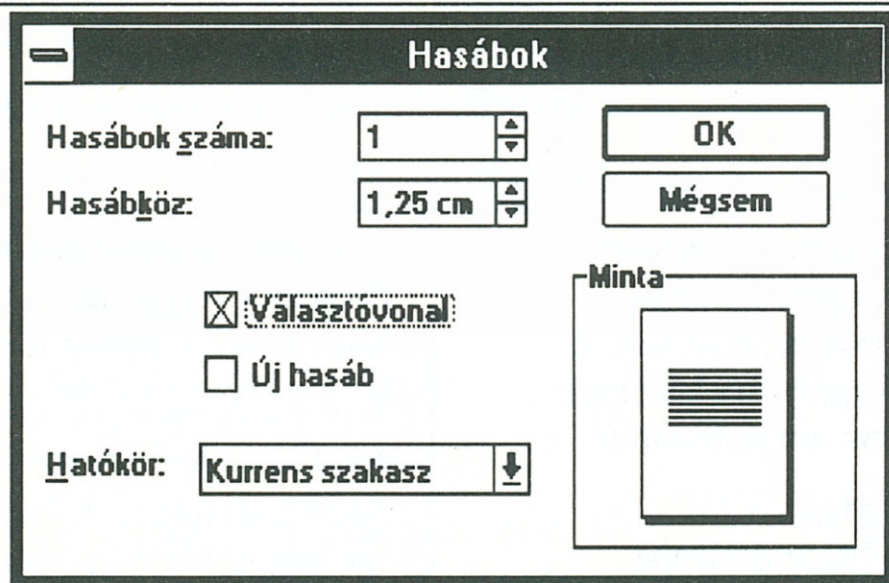 Hasábok
Hasábok száma: 1 OK
Hasábköz: 1,25 cm Mégsem
Minta
Választóvonal
Új hasáb
Hatókör: Kurrens szakasz